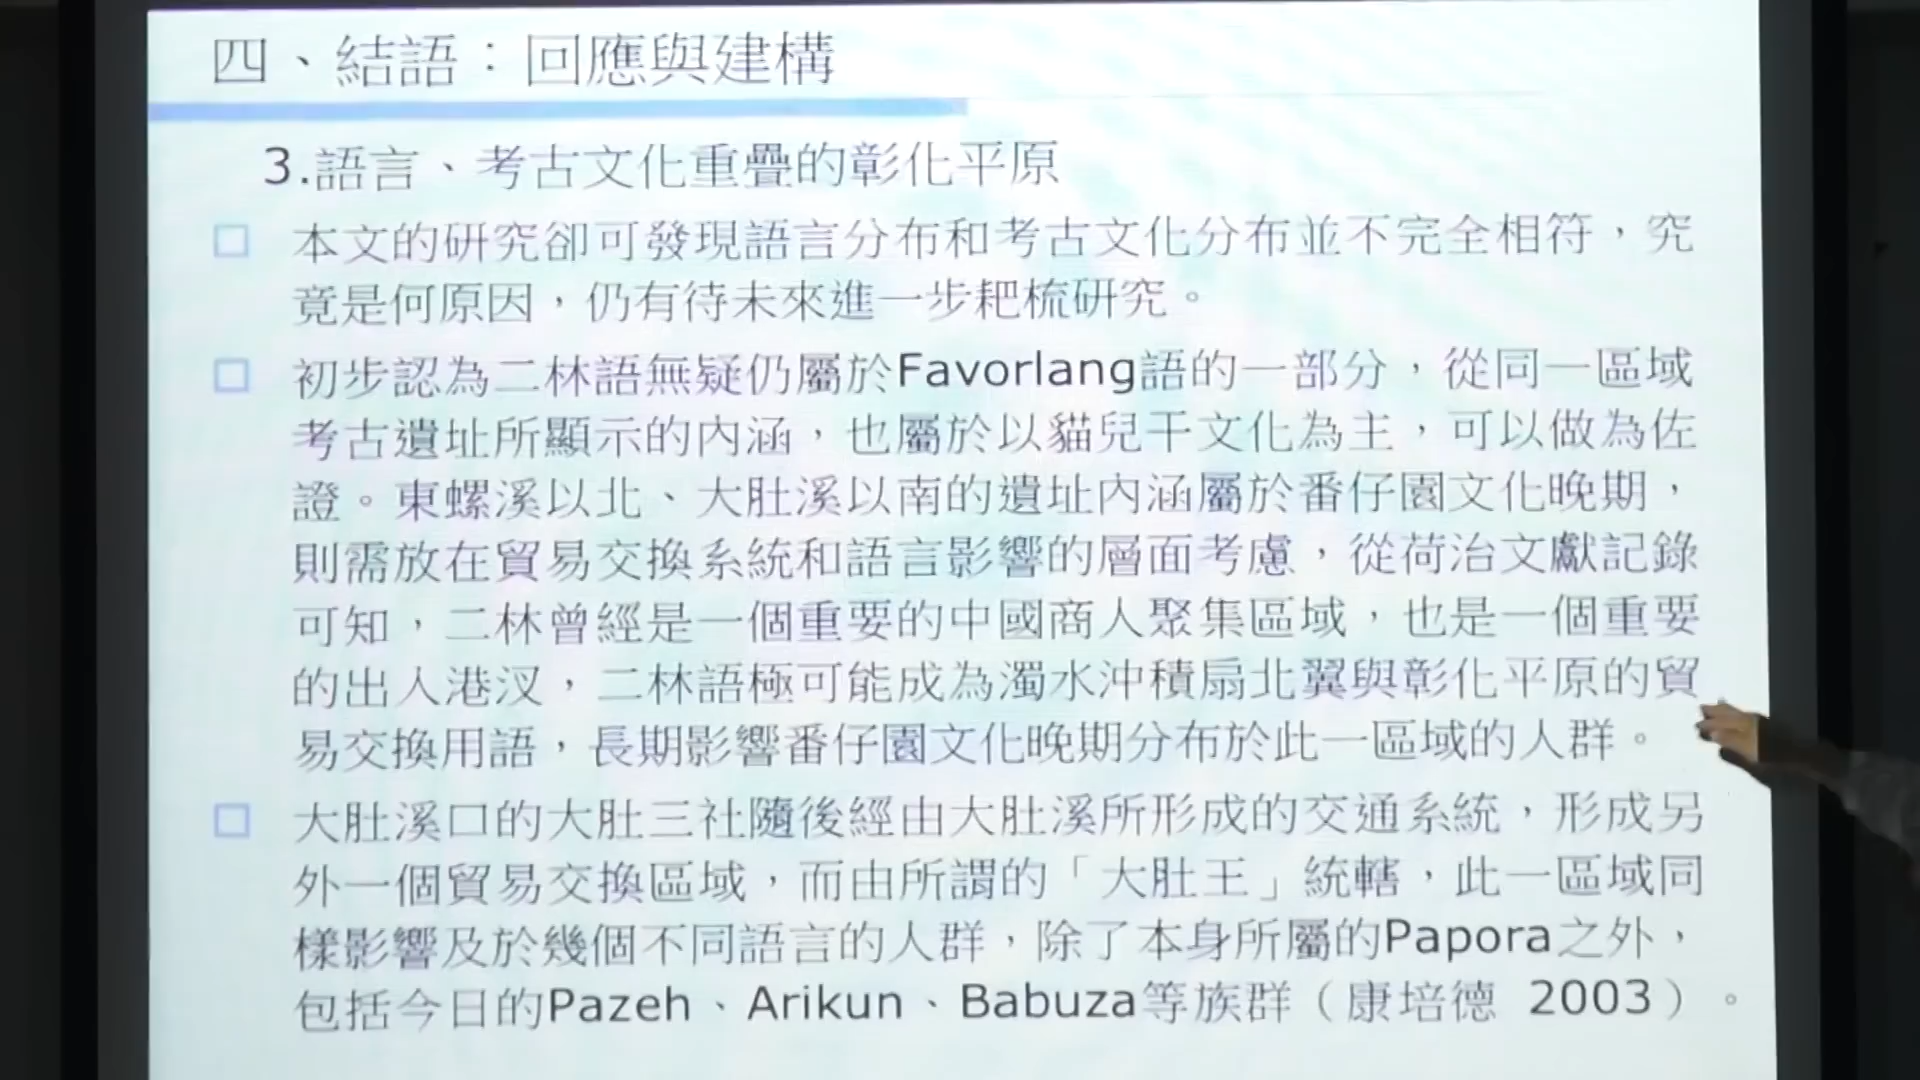 四、結語：回應與建構
3.語言、考古文化重疊的彰化平原
本文的研究卻可發現語言分布和考古文化分布並不完全相符，究
竟是何原因，仍有待未來進一步耙梳研究。
初步認為二林語無疑仍屬於Favorlang語的一部分，從同一區域
考古遺址所顯示的內涵，也屬於以貓兒干文化為主，可以做為佐
證。東螺溪以北、大肚溪以南的遺址內涵屬於番仔園文化晚期，
則需放在貿易交換系統和語言影響的層面考慮，從荷治文獻記錄
可知，二林曾經是一個重要的中國商人聚集區域，也是一個重要
的出入港汊，二林語極可能成為濁水沖積扇北翼與彰化平原的貿
易交換用語，長期影響番仔園文化晚期分布於此一區域的人群。
大肚溪口的大肚三社隨後經由大肚溪所形成的交通系統，形成另
外一個貿易交換區域，而由所謂的「大肚王」統轄，此一區域同
樣影響及於幾個不同語言的人群，除了本身所屬的Papora之外，
包括今日的Pazeh、Arikun、Babuza等族群（康培德 2003）。